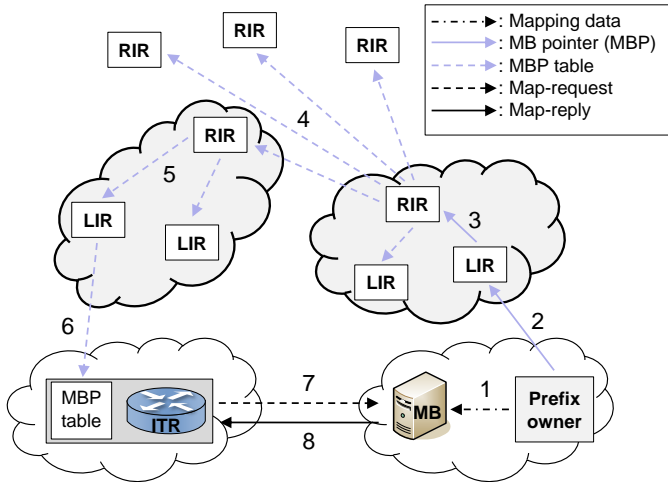 RIR
RIR
RIR
: Mapping data
: MB pointer (MBP)
: MBP table
: Map-request
: Map-reply
4
RIR
5
RIR
3
LIR
LIR
LIR
LIR
6
2
MBP
table
ITR
7
8
MB
1
Prefix
owner